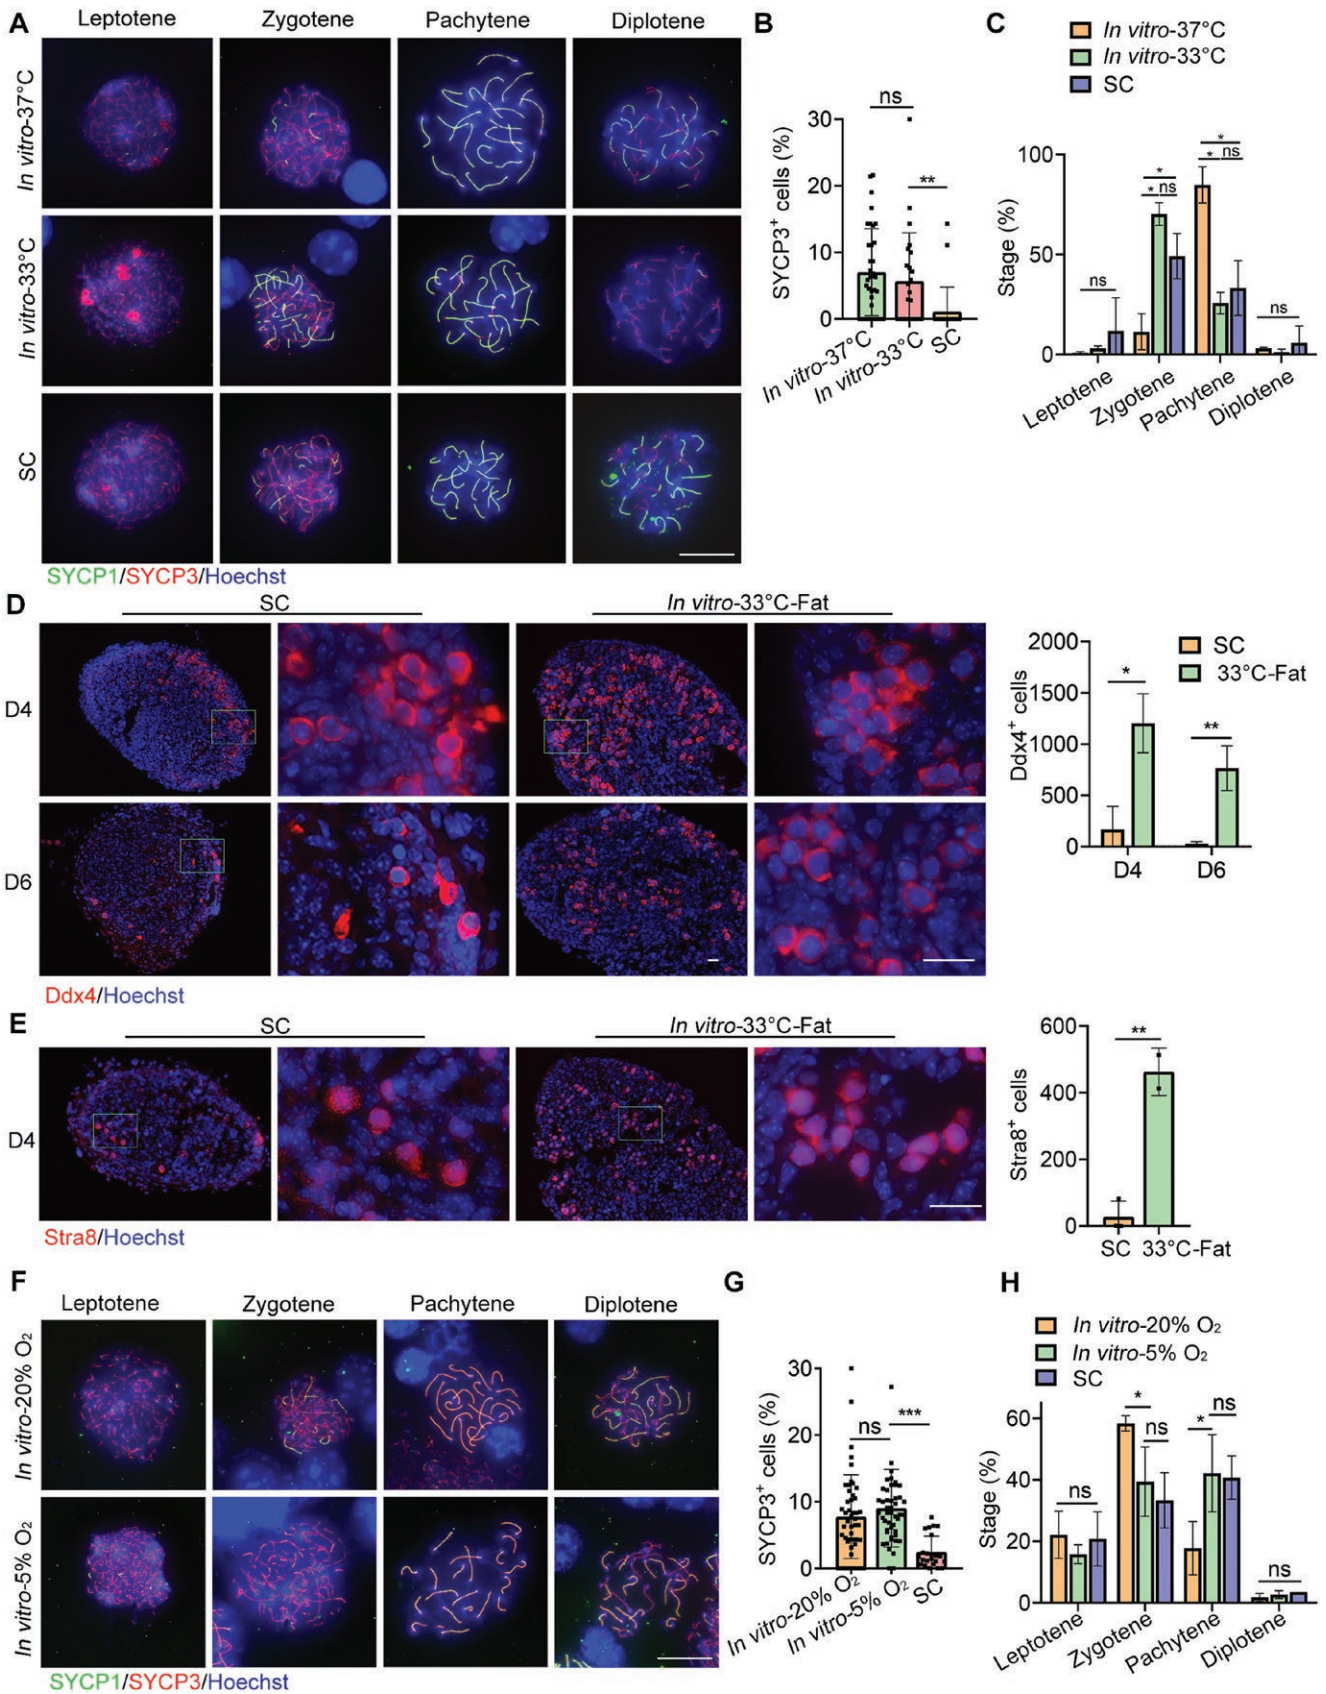 A
Leptotene Zygotene Pachytene Diplotene
In vitro-37°C
In vitro-33°C
SC
SYCP1/SYCP3/Hoechst
B
SYCP3+ cells (%)
30
20
10
0
ns
**
In vitro-37°C
In vitro-33°C
SC
C
In vitro-37°C
In vitro-33°C
SC
Stage (%)
100
50
0
ns
*
* ns
*
* ns
ns
Leptotene
Zygotene
Pachytene
Diplotene
D
SC In vitro-33°C-Fat
D4
D6
Ddx4/Hoechst
SC
33°C-Fat
Ddx4+ cells
2000
1500
1000
500
0
*
**
D4 D6
E
SC In vitro-33°C-Fat
D4
Stra8/Hoechst
Stra8+ cells
600
400
200
0
**
SC 33°C-Fat
F
Leptotene Zygotene Pachytene Diplotene
In vitro-20% O₂
In vitro-5% O₂
SYCP1/SYCP3/Hoechst
G
SYCP3+ cells (%)
30
20
10
0
ns
***
In vitro-20% O₂
In vitro-5% O₂
SC
H
In vitro-20% O₂
In vitro-5% O₂
SC
Stage (%)
60
40
20
0
ns
*
ns
*
ns
ns
Leptotene
Zygotene
Pachytene
Diplotene